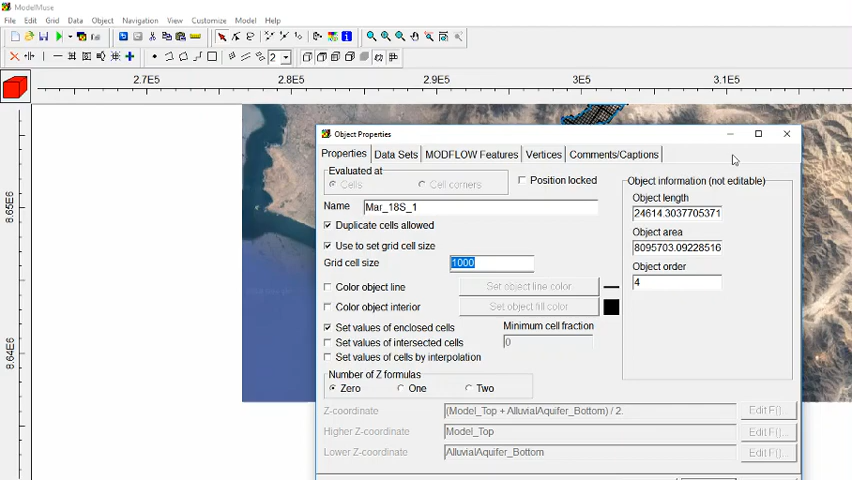 ModelMuse
File Edit Grid Data Object Navigation View Customize Model Help
2
2.7E5 2.8E5 2.9E5 3E5 3.1E5
8.65E6
8.64E6
Object Properties
Properties Data Sets MODFLOW Features Vertices Comments/Captions
Evaluated at
Cells Cell corners
Position locked
Name Mar_18S_1
Duplicate cells allowed
Use to set grid cell size
Grid cell size 1000
Color object line Set object line color
Color object interior Set object fill color
Set values of enclosed cells Minimum cell fraction
Set values of intersected cells 0
Set values of cells by interpolation
Number of Z formulas
Zero One Two
Object information (not editable)
Object length
24614.3037705371
Object area
8095703.09228516
Object order
4
Z-coordinate (Model_Top + AlluvialAquifer_Bottom) / 2. Edit F()
Higher Z-coordinate Model_Top Edit F()...
Lower Z-coordinate AlluvialAquifer_Bottom Edit F()...